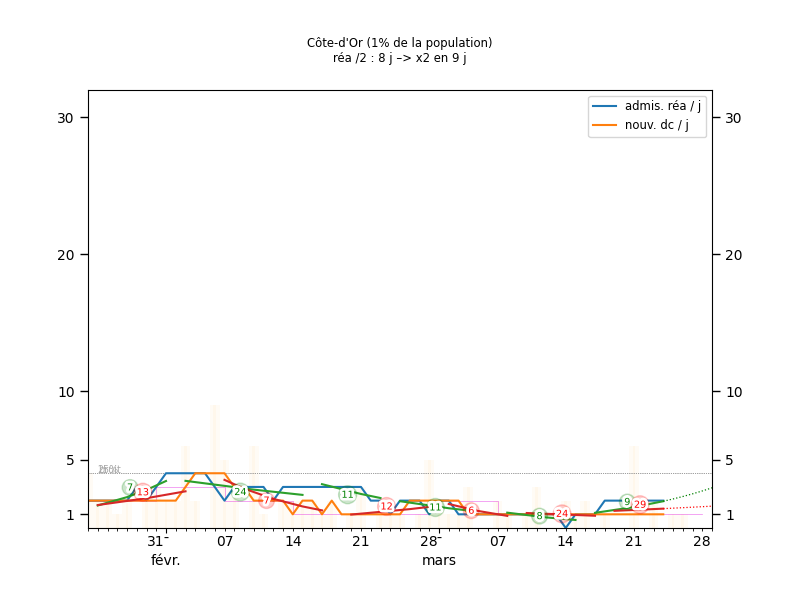 Côte-d'Or (1% de la population)
réa /2 : 8 j –> x2 en 9 j
admis. réa / j
nouv. dc / j
30 30
20 20
10 10
5 5
1 1
7 13 24 7 11 12 11 6 8 24 9 29
31 07 14 21 28 07 14 21 28
févr. mars